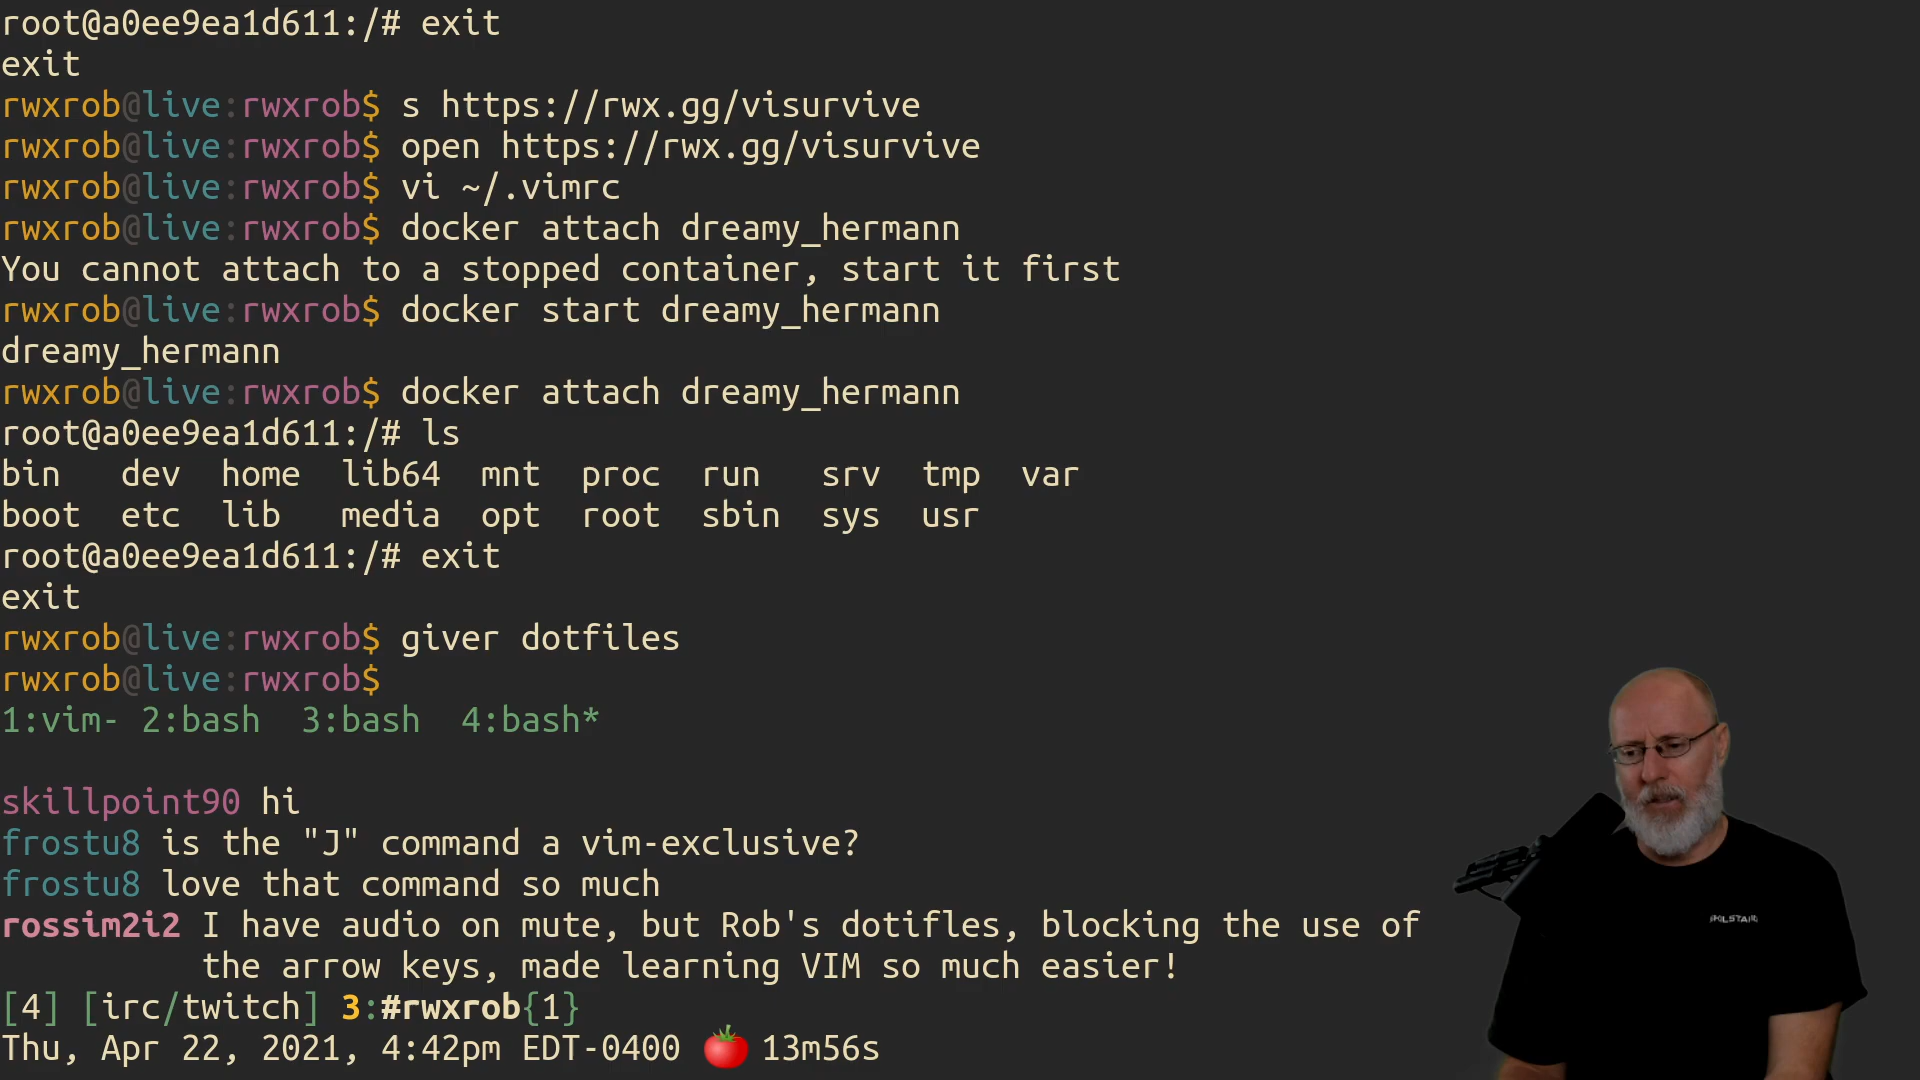 root@a0ee9ea1d611:/# exit
exit
rwxrob@live:rwxrob$ s https://rwx.gg/visurvive
rwxrob@live:rwxrob$ open https://rwx.gg/visurvive
rwxrob@live:rwxrob$ vi ~/.vimrc
rwxrob@live:rwxrob$ docker attach dreamy_hermann
You cannot attach to a stopped container, start it first
rwxrob@live:rwxrob$ docker start dreamy_hermann
dreamy_hermann
rwxrob@live:rwxrob$ docker attach dreamy_hermann
root@a0ee9ea1d611:/# ls
bin   dev  home  lib64  mnt  proc  run   srv  tmp  var
boot  etc  lib   media  opt  root  sbin  sys  usr
root@a0ee9ea1d611:/# exit
exit
rwxrob@live:rwxrob$ giver dotfiles
rwxrob@live:rwxrob$
1:vim- 2:bash  3:bash  4:bash*
skillpoint90 hi
frostu8 is the "J" command a vim-exclusive?
frostu8 love that command so much
rossim2i2 I have audio on mute, but Rob's dotifles, blocking the use of
the arrow keys, made learning VIM so much easier!
[4] [irc/twitch] 3:#rwxrob{1}
Thu, Apr 22, 2021, 4:42pm EDT-0400 🍅 13m56s